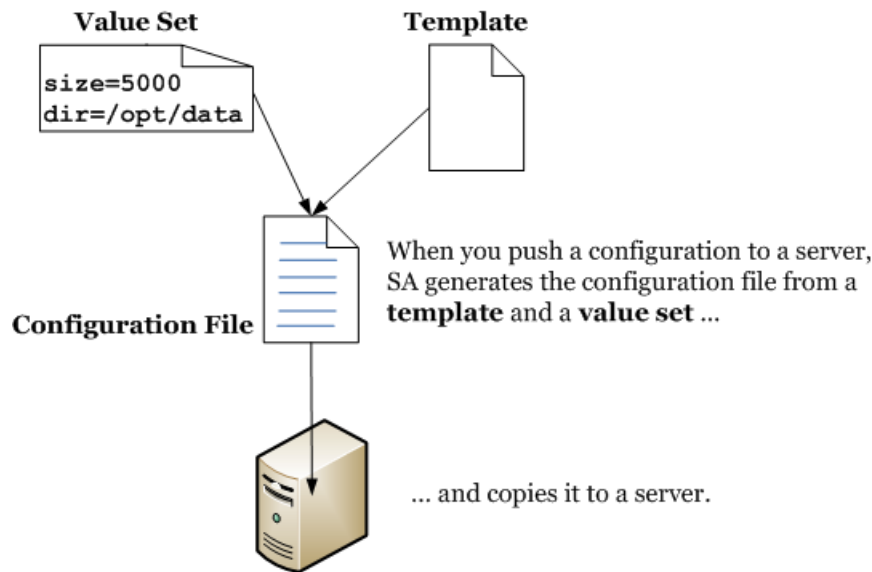 Value Set
Template
size=5000
dir=/opt/data
When you push a configuration to a server,
SA generates the configuration file from a
template and a value set ...
Configuration File
... and copies it to a server.